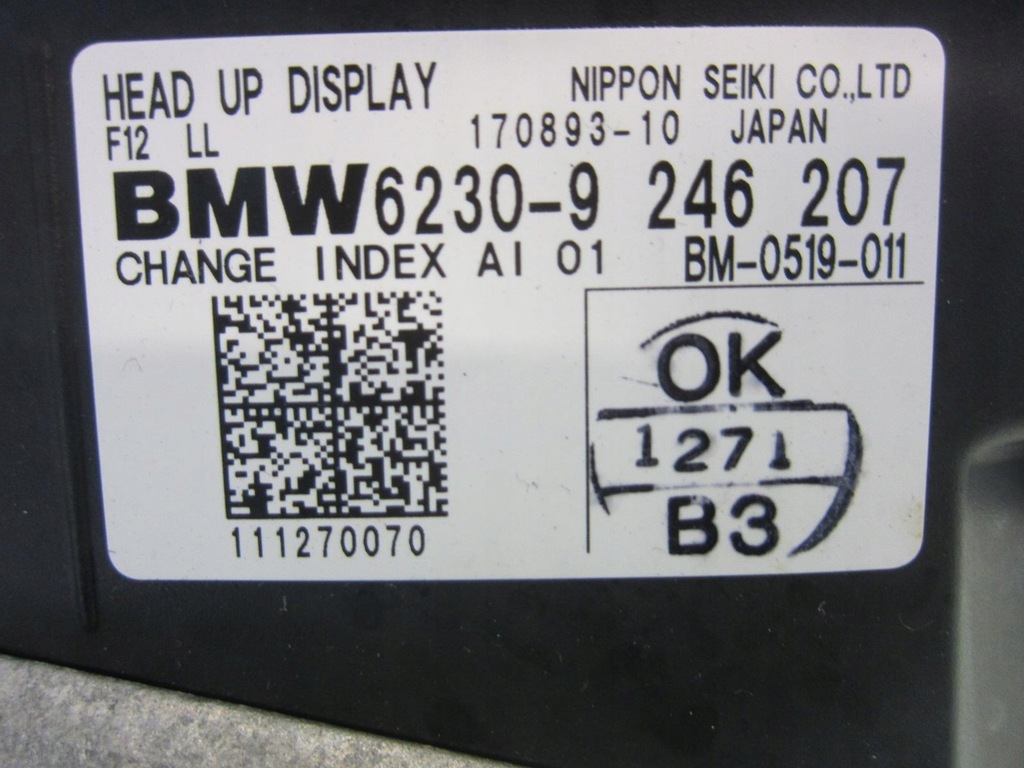 HEAD UP DISPLAY NIPPON SEIKI CO.,LTD
F12 LL 170893-10 JAPAN
BMW6230-9 246 207
CHANGE INDEX AI 01 BM-0519-011
OK
1271
B3
111270070